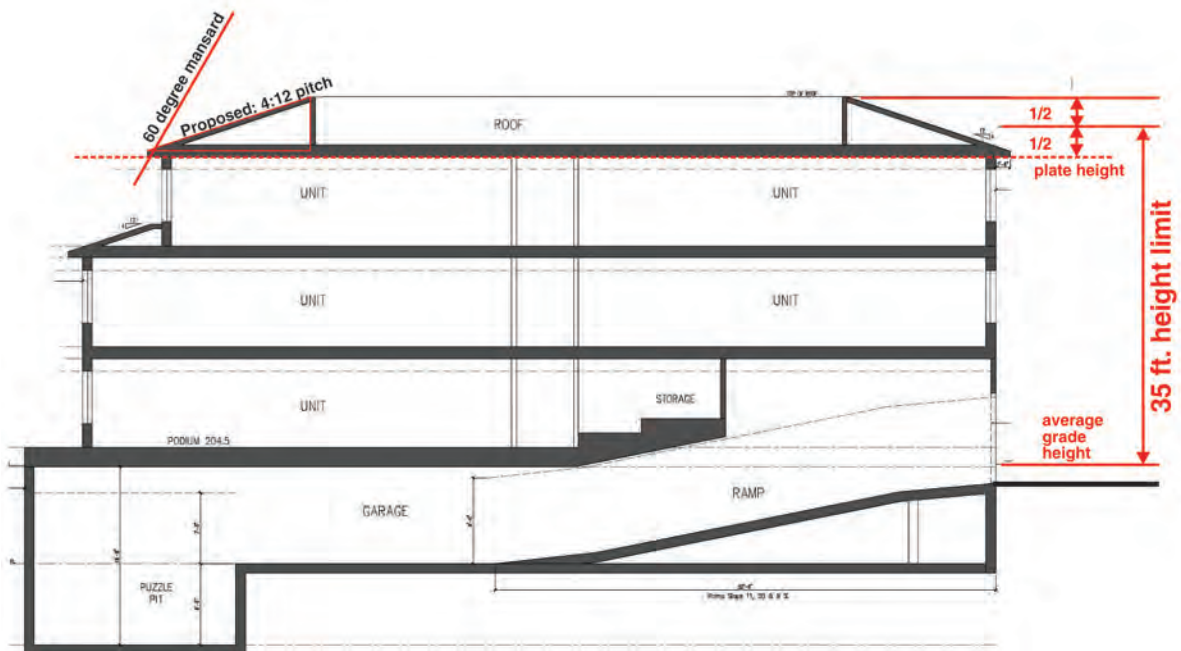 60 degree mansard
Proposed: 4:12 pitch
ROOF
1/2
1/2
plate height
UNIT
UNIT
35 ft. height limit
UNIT
UNIT
UNIT
STORAGE
average
grade
height
PODIUM 204.5
GARAGE
RAMP
PUZZLE
PIT